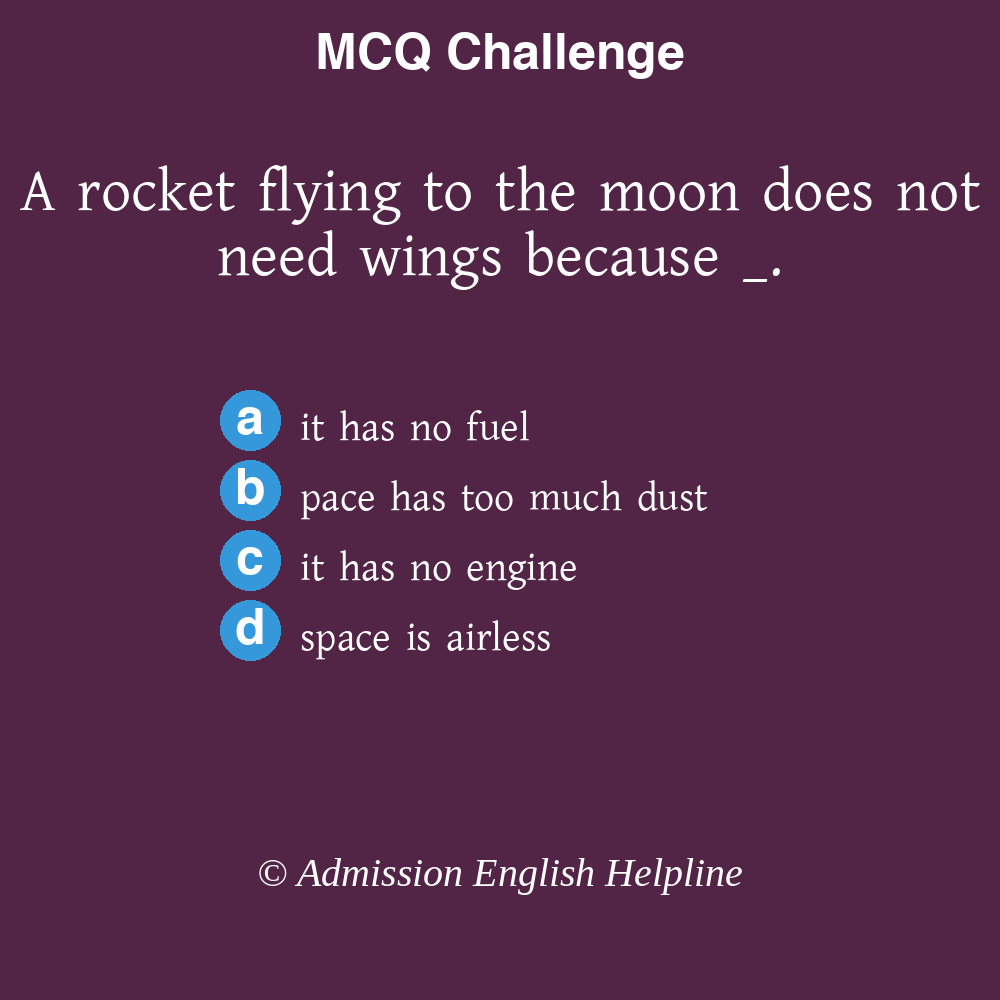 MCQ Challenge
A rocket flying to the moon does not
need wings because _.
a it has no fuel
b pace has too much dust
c it has no engine
d space is airless
© Admission English Helpline